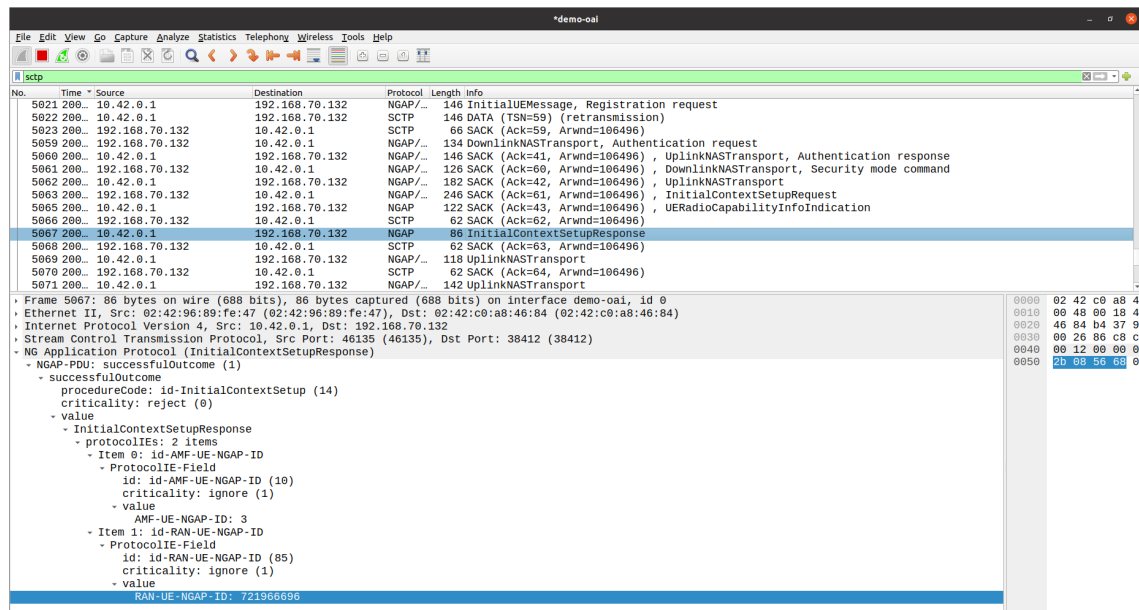 *demo-oai
File Edit View Go Capture Analyze Statistics Telephony Wireless Tools Help
sctp
No. Time Source Destination Protocol Length Info
5021 200… 10.42.0.1 192.168.70.132 NGAP/… 146 InitialUEMessage, Registration request
5022 200… 10.42.0.1 192.168.70.132 SCTP 146 DATA (TSN=59) (retransmission)
5023 200… 192.168.70.132 10.42.0.1 SCTP 66 SACK (Ack=59, Arwnd=106496)
5059 200… 192.168.70.132 10.42.0.1 NGAP/… 134 DownlinkNASTransport, Authentication request
5060 200… 10.42.0.1 192.168.70.132 NGAP/… 146 SACK (Ack=41, Arwnd=106496) , UplinkNASTransport, Authentication response
5061 200… 192.168.70.132 10.42.0.1 NGAP/… 126 SACK (Ack=60, Arwnd=106496) , DownlinkNASTransport, Security mode command
5062 200… 10.42.0.1 192.168.70.132 NGAP/… 182 SACK (Ack=42, Arwnd=106496) , UplinkNASTransport
5063 200… 192.168.70.132 10.42.0.1 NGAP/… 246 SACK (Ack=61, Arwnd=106496) , InitialContextSetupRequest
5065 200… 10.42.0.1 192.168.70.132 NGAP 122 SACK (Ack=43, Arwnd=106496) , UERadioCapabilityInfoIndication
5066 200… 192.168.70.132 10.42.0.1 SCTP 62 SACK (Ack=62, Arwnd=106496)
5067 200… 10.42.0.1 192.168.70.132 NGAP 86 InitialContextSetupResponse
5068 200… 192.168.70.132 10.42.0.1 SCTP 62 SACK (Ack=63, Arwnd=106496)
5069 200… 10.42.0.1 192.168.70.132 NGAP/… 118 UplinkNASTransport
5070 200… 192.168.70.132 10.42.0.1 SCTP 62 SACK (Ack=64, Arwnd=106496)
5071 200… 10.42.0.1 192.168.70.132 NGAP/… 142 UplinkNASTransport
Frame 5067: 86 bytes on wire (688 bits), 86 bytes captured (688 bits) on interface demo-oai, id 0
Ethernet II, Src: 02:42:96:89:fe:47 (02:42:96:89:fe:47), Dst: 02:42:c0:a8:46:84 (02:42:c0:a8:46:84)
Internet Protocol Version 4, Src: 10.42.0.1, Dst: 192.168.70.132
Stream Control Transmission Protocol, Src Port: 46135 (46135), Dst Port: 38412 (38412)
NG Application Protocol (InitialContextSetupResponse)
NGAP-PDU: successfulOutcome (1)
successfulOutcome
procedureCode: id-InitialContextSetup (14)
criticality: reject (0)
value
InitialContextSetupResponse
protocolIEs: 2 items
Item 0: id-AMF-UE-NGAP-ID
ProtocolIE-Field
id: id-AMF-UE-NGAP-ID (10)
criticality: ignore (1)
value
AMF-UE-NGAP-ID: 3
Item 1: id-RAN-UE-NGAP-ID
ProtocolIE-Field
id: id-RAN-UE-NGAP-ID (85)
criticality: ignore (1)
value
RAN-UE-NGAP-ID: 721966696
0000 02 42 c0 a8 4
0010 00 48 00 18 4
0020 46 84 b4 37 9
0030 00 26 86 c8 c
0040 00 12 00 00 0
0050 2b 08 56 68 0